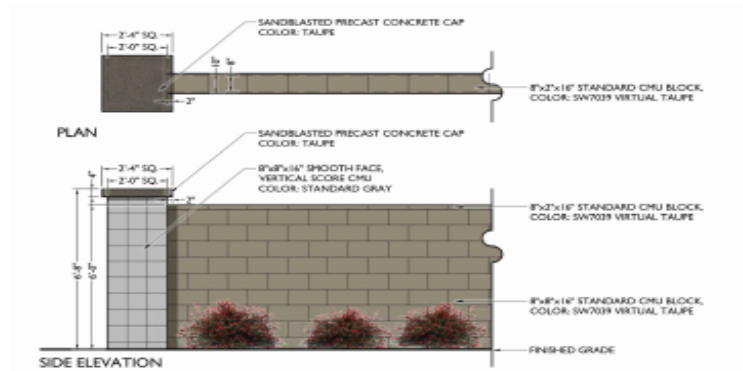 SANDBLASTED PRECAST CONCRETE CAP
COLOR: TAUPE
2'-4" SQ.
2'-0" SQ.
10"
8"
8"x2"x16" STANDARD CMU BLOCK,
COLOR: SW7039 VIRTUAL TAUPE
2"
PLAN
SANDBLASTED PRECAST CONCRETE CAP
COLOR: TAUPE
2'-4" SQ.
2'-0" SQ.
4"
8"x8"x16" SMOOTH FACE,
VERTICAL SCORE CMU
COLOR: STANDARD GRAY
2"
8"x2"x16" STANDARD CMU BLOCK,
COLOR: SW7039 VIRTUAL TAUPE
6'-8"
6'-0"
8"x8"x16" STANDARD CMU BLOCK,
COLOR: SW7039 VIRTUAL TAUPE
FINISHED GRADE
SIDE ELEVATION